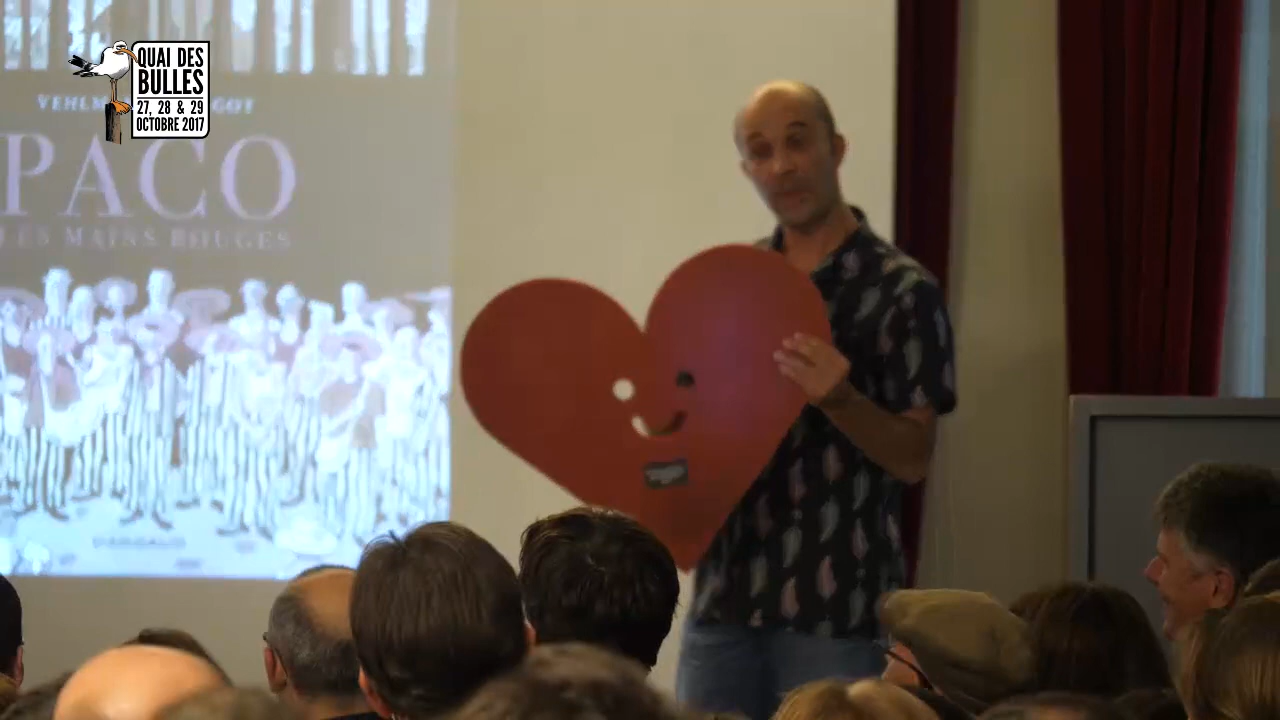 QUAI DES
BULLES
27, 28 & 29
OCTOBRE 2017
PACO
LES MAINS ROUGES